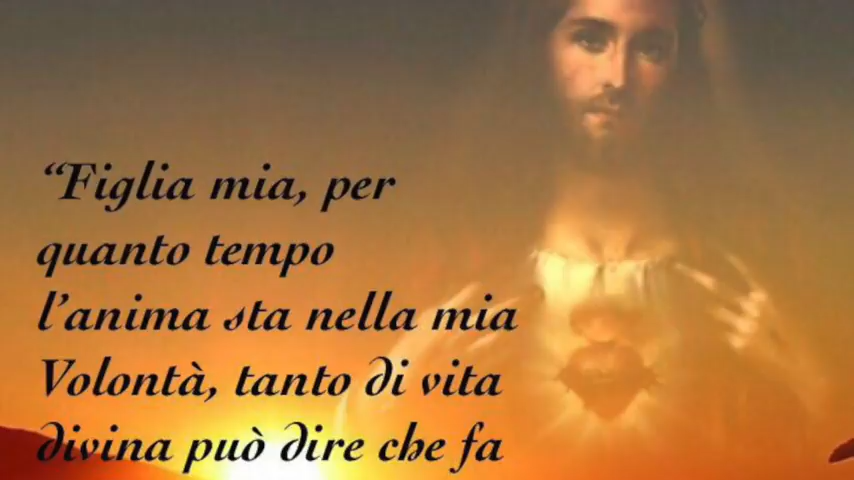 “Figlia mia, per
quanto tempo
l’anima sta nella mia
Volontà, tanto di vita
divina può dire che fa